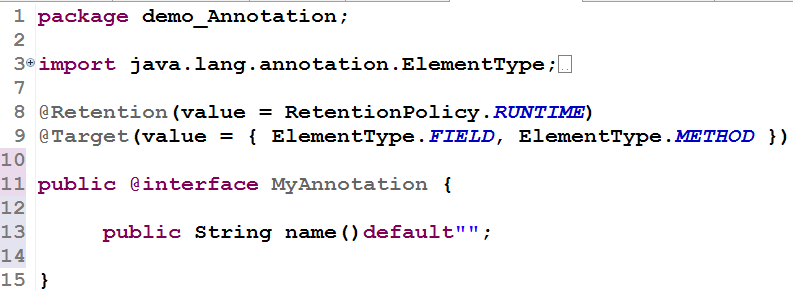 1 package demo_Annotation;
2
3 import java.lang.annotation.ElementType;
7
8 @Retention(value = RetentionPolicy.RUNTIME)
9 @Target(value = { ElementType.FIELD, ElementType.METHOD })
10
11 public @interface MyAnnotation {
12
13 public String name()default"";
14
15 }